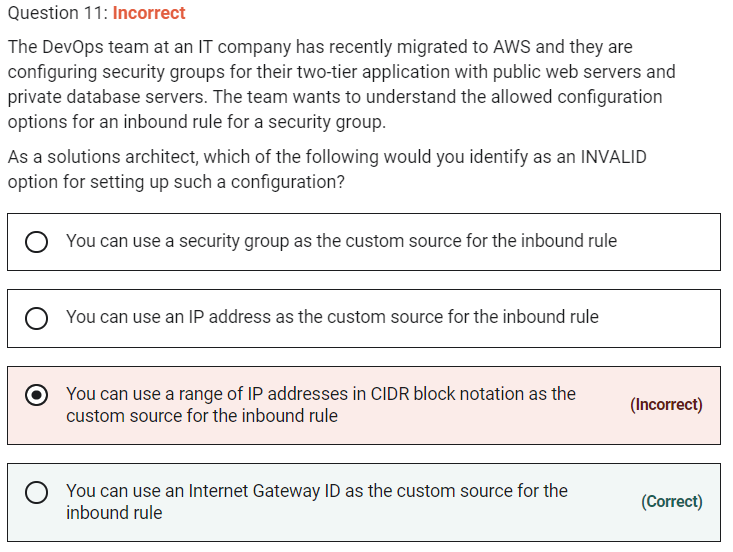 Question 11: Incorrect
The DevOps team at an IT company has recently migrated to AWS and they are
configuring security groups for their two-tier application with public web servers and
private database servers. The team wants to understand the allowed configuration
options for an inbound rule for a security group.
As a solutions architect, which of the following would you identify as an INVALID
option for setting up such a configuration?
You can use a security group as the custom source for the inbound rule
You can use an IP address as the custom source for the inbound rule
You can use a range of IP addresses in CIDR block notation as the
custom source for the inbound rule
(Incorrect)
You can use an Internet Gateway ID as the custom source for the
inbound rule
(Correct)